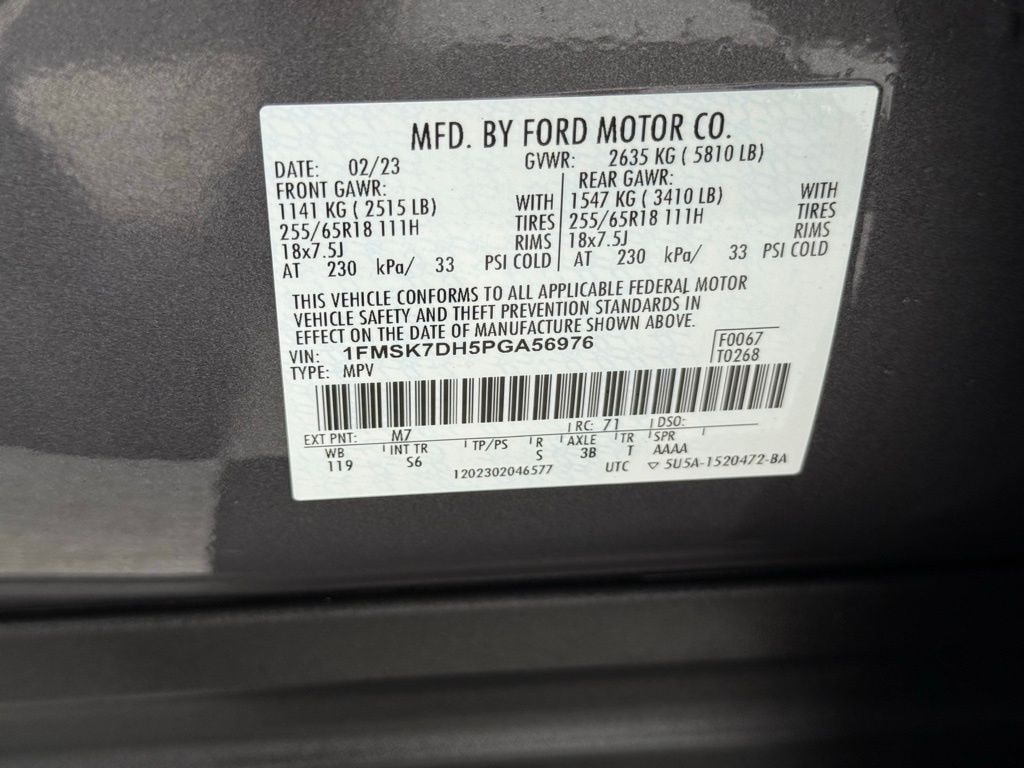 MFD. BY FORD MOTOR CO.
DATE: 02/23 GVWR: 2635 KG ( 5810 LB)
FRONT GAWR: REAR GAWR:
1141 KG ( 2515 LB) WITH 1547 KG ( 3410 LB) WITH
255/65R18 111H TIRES 255/65R18 111H TIRES
18x7.5J RIMS 18x7.5J RIMS
AT 230 kPa/ 33 PSI COLD AT 230 kPa/ 33 PSI COLD
THIS VEHICLE CONFORMS TO ALL APPLICABLE FEDERAL MOTOR
VEHICLE SAFETY AND THEFT PREVENTION STANDARDS IN
EFFECT ON THE DATE OF MANUFACTURE SHOWN ABOVE.
VIN: 1FMSK7DH5PGA56976 F0067
TYPE: MPV T0268
EXT PNT: M7 RC: 71 DSO:
WB INT TR TP/PS R AXLE TR SPR
119 S6 S 3B T AAAA
1202302046577 UTC ▽ 5U5A-1520472-BA